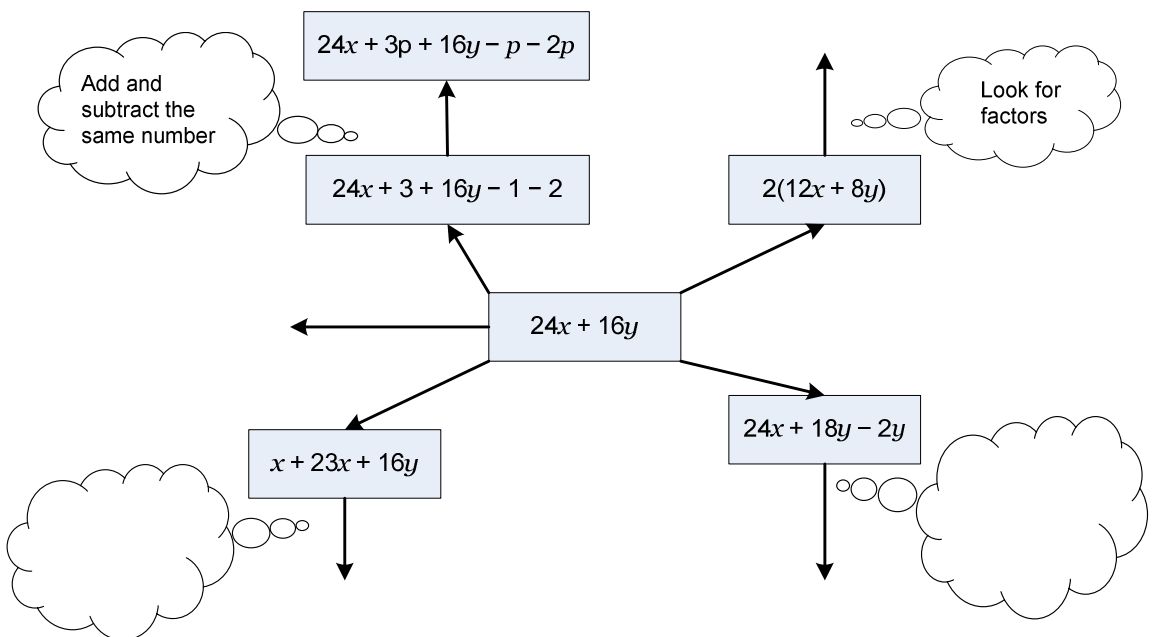 24x + 3p + 16y − p − 2p
Add and
subtract the
same number
Look for
factors
24x + 3 + 16y − 1 − 2
2(12x + 8y)
24x + 16y
24x + 18y − 2y
x + 23x + 16y